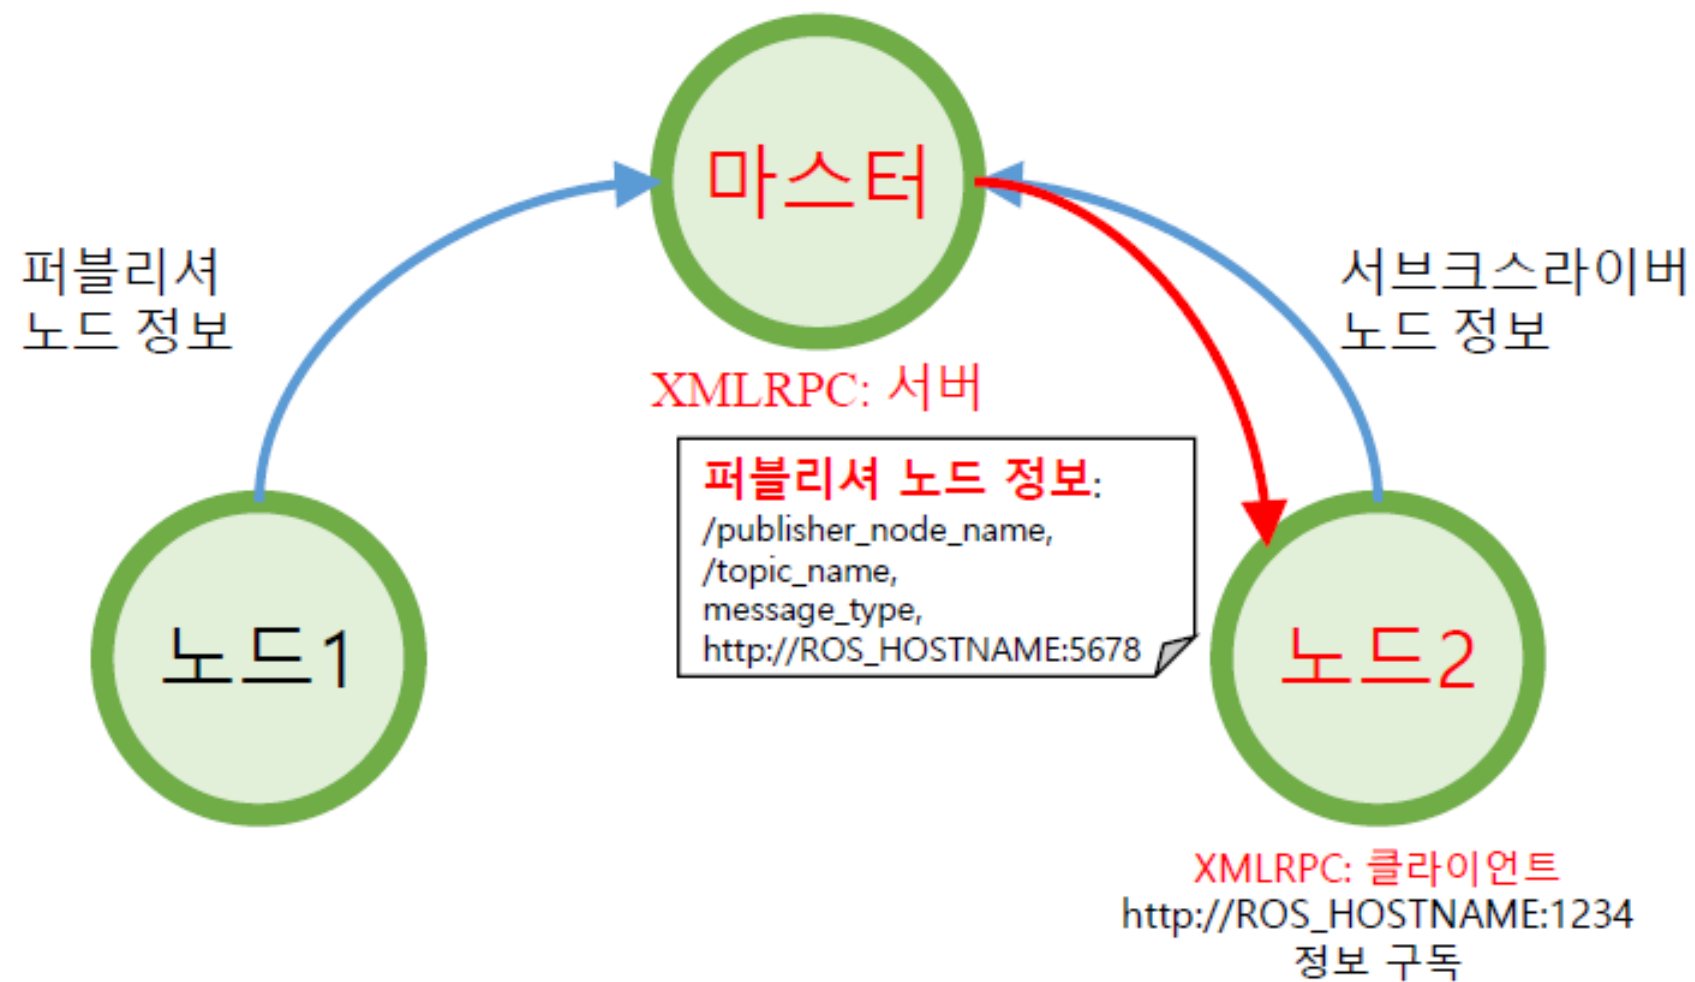 마스터
퍼블리셔
노드 정보
서브크스라이버
노드 정보
XMLRPC: 서버
퍼블리셔 노드 정보:
/publisher_node_name,
/topic_name,
message_type,
http://ROS_HOSTNAME:5678
노드1
노드2
XMLRPC: 클라이언트
http://ROS_HOSTNAME:1234
정보 구독